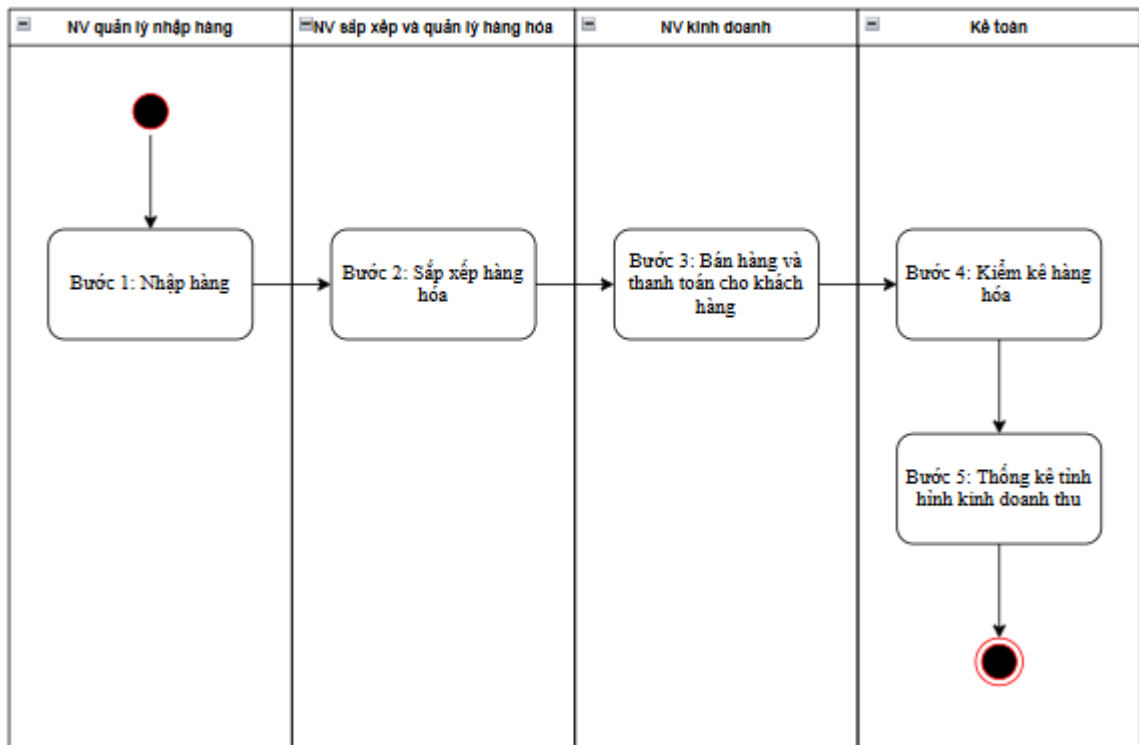 NV quản lý nhập hàng
NV sắp xếp và quản lý hàng hóa
NV kinh doanh
Kế toán
Bước 1: Nhập hàng
Bước 2: Sắp xếp hàng
hóa
Bước 3: Bán hàng và
thanh toán cho khách
hàng
Bước 4: Kiểm kê hàng
hóa
Bước 5: Thống kê tình
hình kinh doanh thu